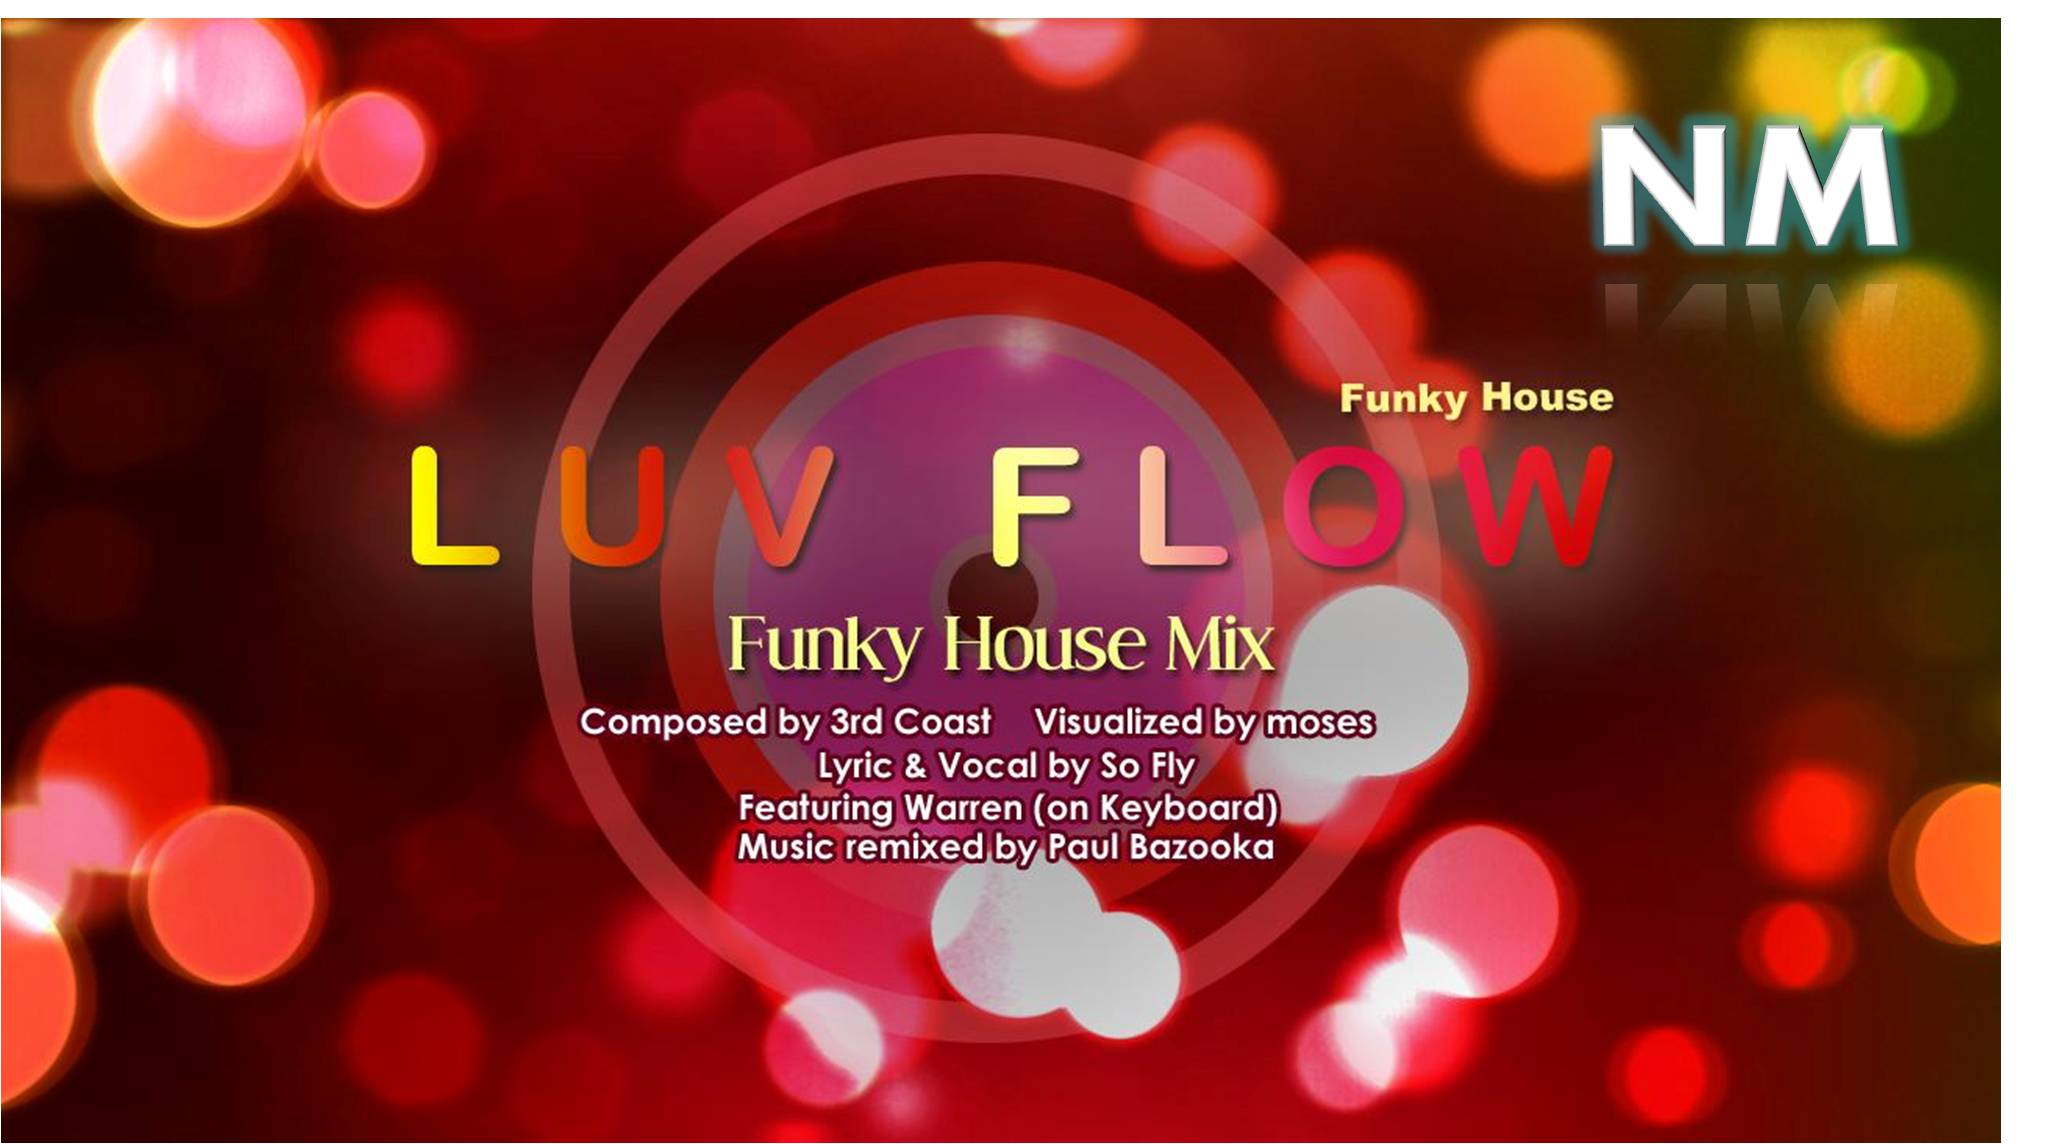 NM
Funky House
LUV FLOW
Funky House Mix
Composed by 3rd Coast Visualized by moses
Lyric & Vocal by So Fly
Featuring Warren (on Keyboard)
Music remixed by Paul Bazooka